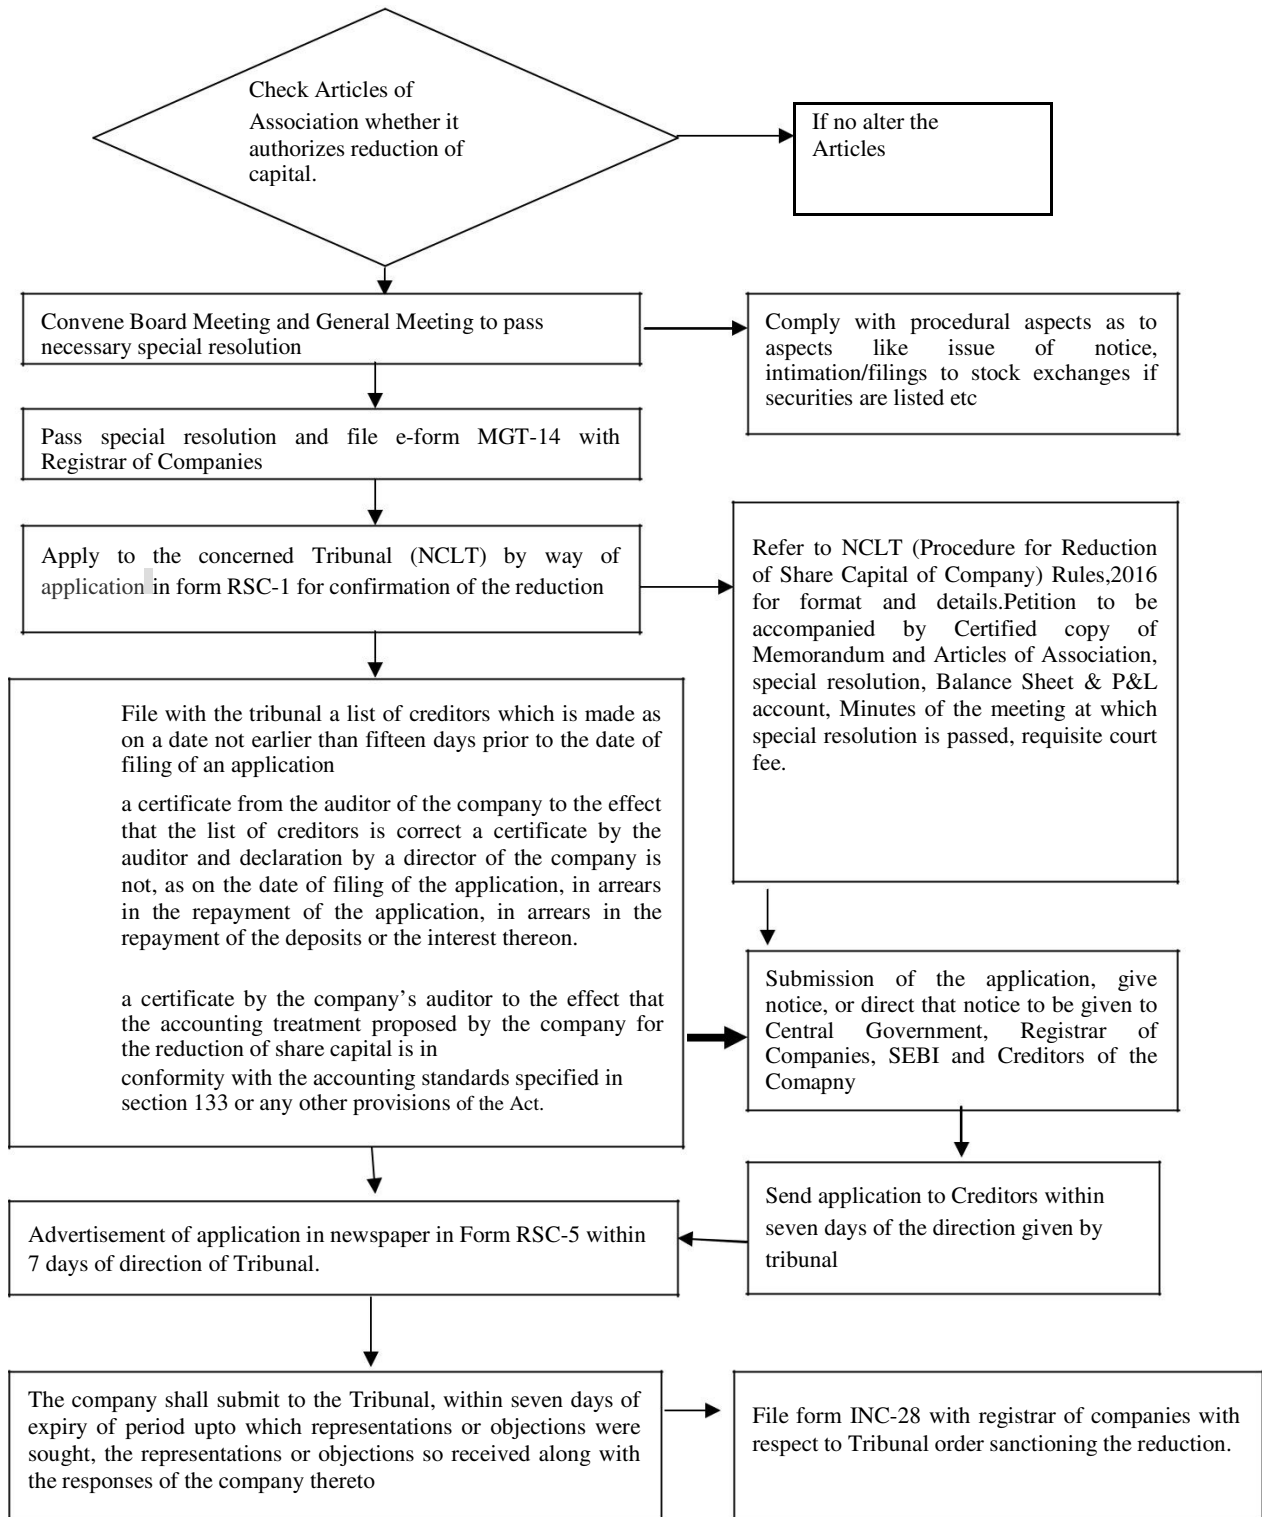 Check Articles of
Association whether it
authorizes reduction of
capital.
If no alter the
Articles
Convene Board Meeting and General Meeting to pass
necessary special resolution
Comply with procedural aspects as to
aspects like issue of notice,
intimation/filings to stock exchanges if
securities are listed etc
Pass special resolution and file e-form MGT-14 with
Registrar of Companies
Apply to the concerned Tribunal (NCLT) by way of
application in form RSC-1 for confirmation of the reduction
Refer to NCLT (Procedure for Reduction
of Share Capital of Company) Rules,2016
for format and details.Petition to be
accompanied by Certified copy of
Memorandum and Articles of Association,
special resolution, Balance Sheet & P&L
account, Minutes of the meeting at which
special resolution is passed, requisite court
fee.
File with the tribunal a list of creditors which is made as
on a date not earlier than fifteen days prior to the date of
filing of an application
a certificate from the auditor of the company to the effect
that the list of creditors is correct a certificate by the
auditor and declaration by a director of the company is
not, as on the date of filing of the application, in arrears
in the repayment of the application, in arrears in the
repayment of the deposits or the interest thereon.
a certificate by the company’s auditor to the effect that
the accounting treatment proposed by the company for
the reduction of share capital is in
conformity with the accounting standards specified in
section 133 or any other provisions of the Act.
Submission of the application, give
notice, or direct that notice to be given to
Central Government, Registrar of
Companies, SEBI and Creditors of the
Comapny
Send application to Creditors within
seven days of the direction given by
tribunal
Advertisement of application in newspaper in Form RSC-5 within
7 days of direction of Tribunal.
The company shall submit to the Tribunal, within seven days of
expiry of period upto which representations or objections were
sought, the representations or objections so received along with
the responses of the company thereto
File form INC-28 with registrar of companies with
respect to Tribunal order sanctioning the reduction.